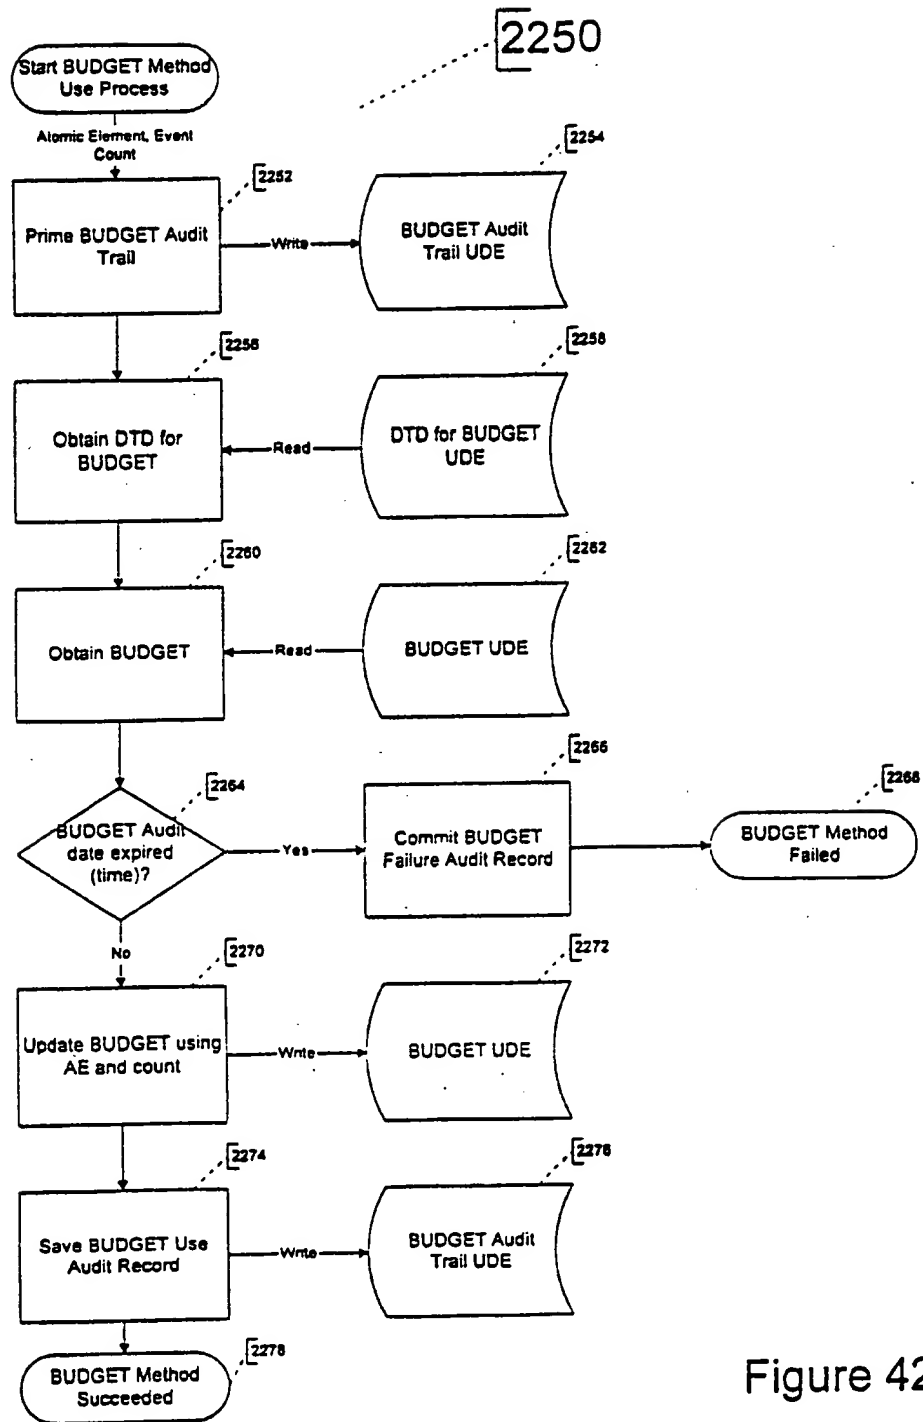 2250
Start BUDGET Method
Use Process
Atomic Element, Event
Count
2252
Prime BUDGET Audit
Trail
Write
2254
BUDGET Audit
Trail UDE
2256
Obtain DTD for
BUDGET
Read
2258
DTD for BUDGET
UDE
2260
Obtain BUDGET
Read
2262
BUDGET UDE
2264
BUDGET Audit
date expired
(time)?
Yes
2266
Commit BUDGET
Failure Audit Record
2268
BUDGET Method
Failed
No
2270
Update BUDGET using
AE and count
Write
2272
BUDGET UDE
2274
Save BUDGET Use
Audit Record
Write
2276
BUDGET Audit
Trail UDE
2278
BUDGET Method
Succeeded
Figure 42